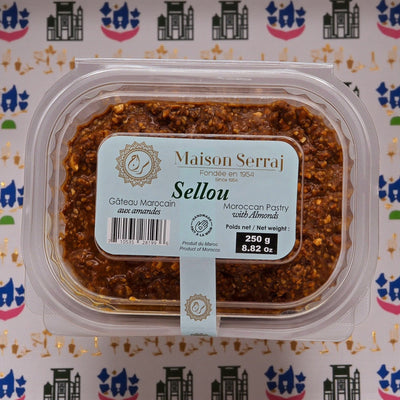 Maison Serraj
Fondée en 1954
Since 1954
Sellou
Gâteau Marocain
aux amandes
Moroccan Pastry
with Almonds
Poids net / Net weight :
250 g
8.82 Oz
Produit du Maroc
Product of Morocco